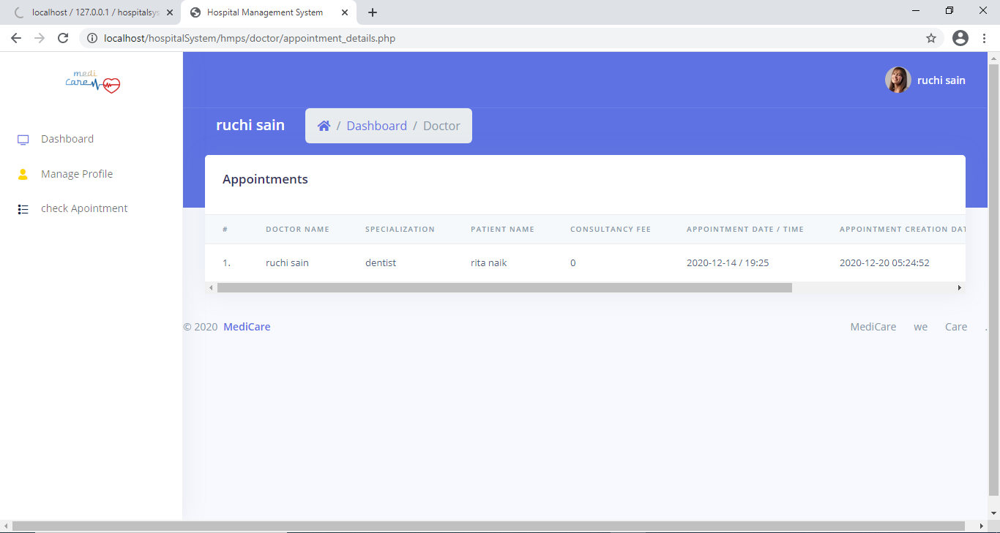 localhost / 127.0.0.1 / hospitalsys
Hospital Management System
localhost/hospitalSystem/hmps/doctor/appointment_details.php
medi
care
ruchi sain
ruchi sain / Dashboard / Doctor
Dashboard
Manage Profile
check Apointment
Appointments
# DOCTOR NAME SPECIALIZATION PATIENT NAME CONSULTANCY FEE APPOINTMENT DATE / TIME APPOINTMENT CREATION DAT
1. ruchi sain dentist rita naik 0 2020-12-14 / 19:25 2020-12-20 05:24:52
© 2020 MediCare MediCare we Care .